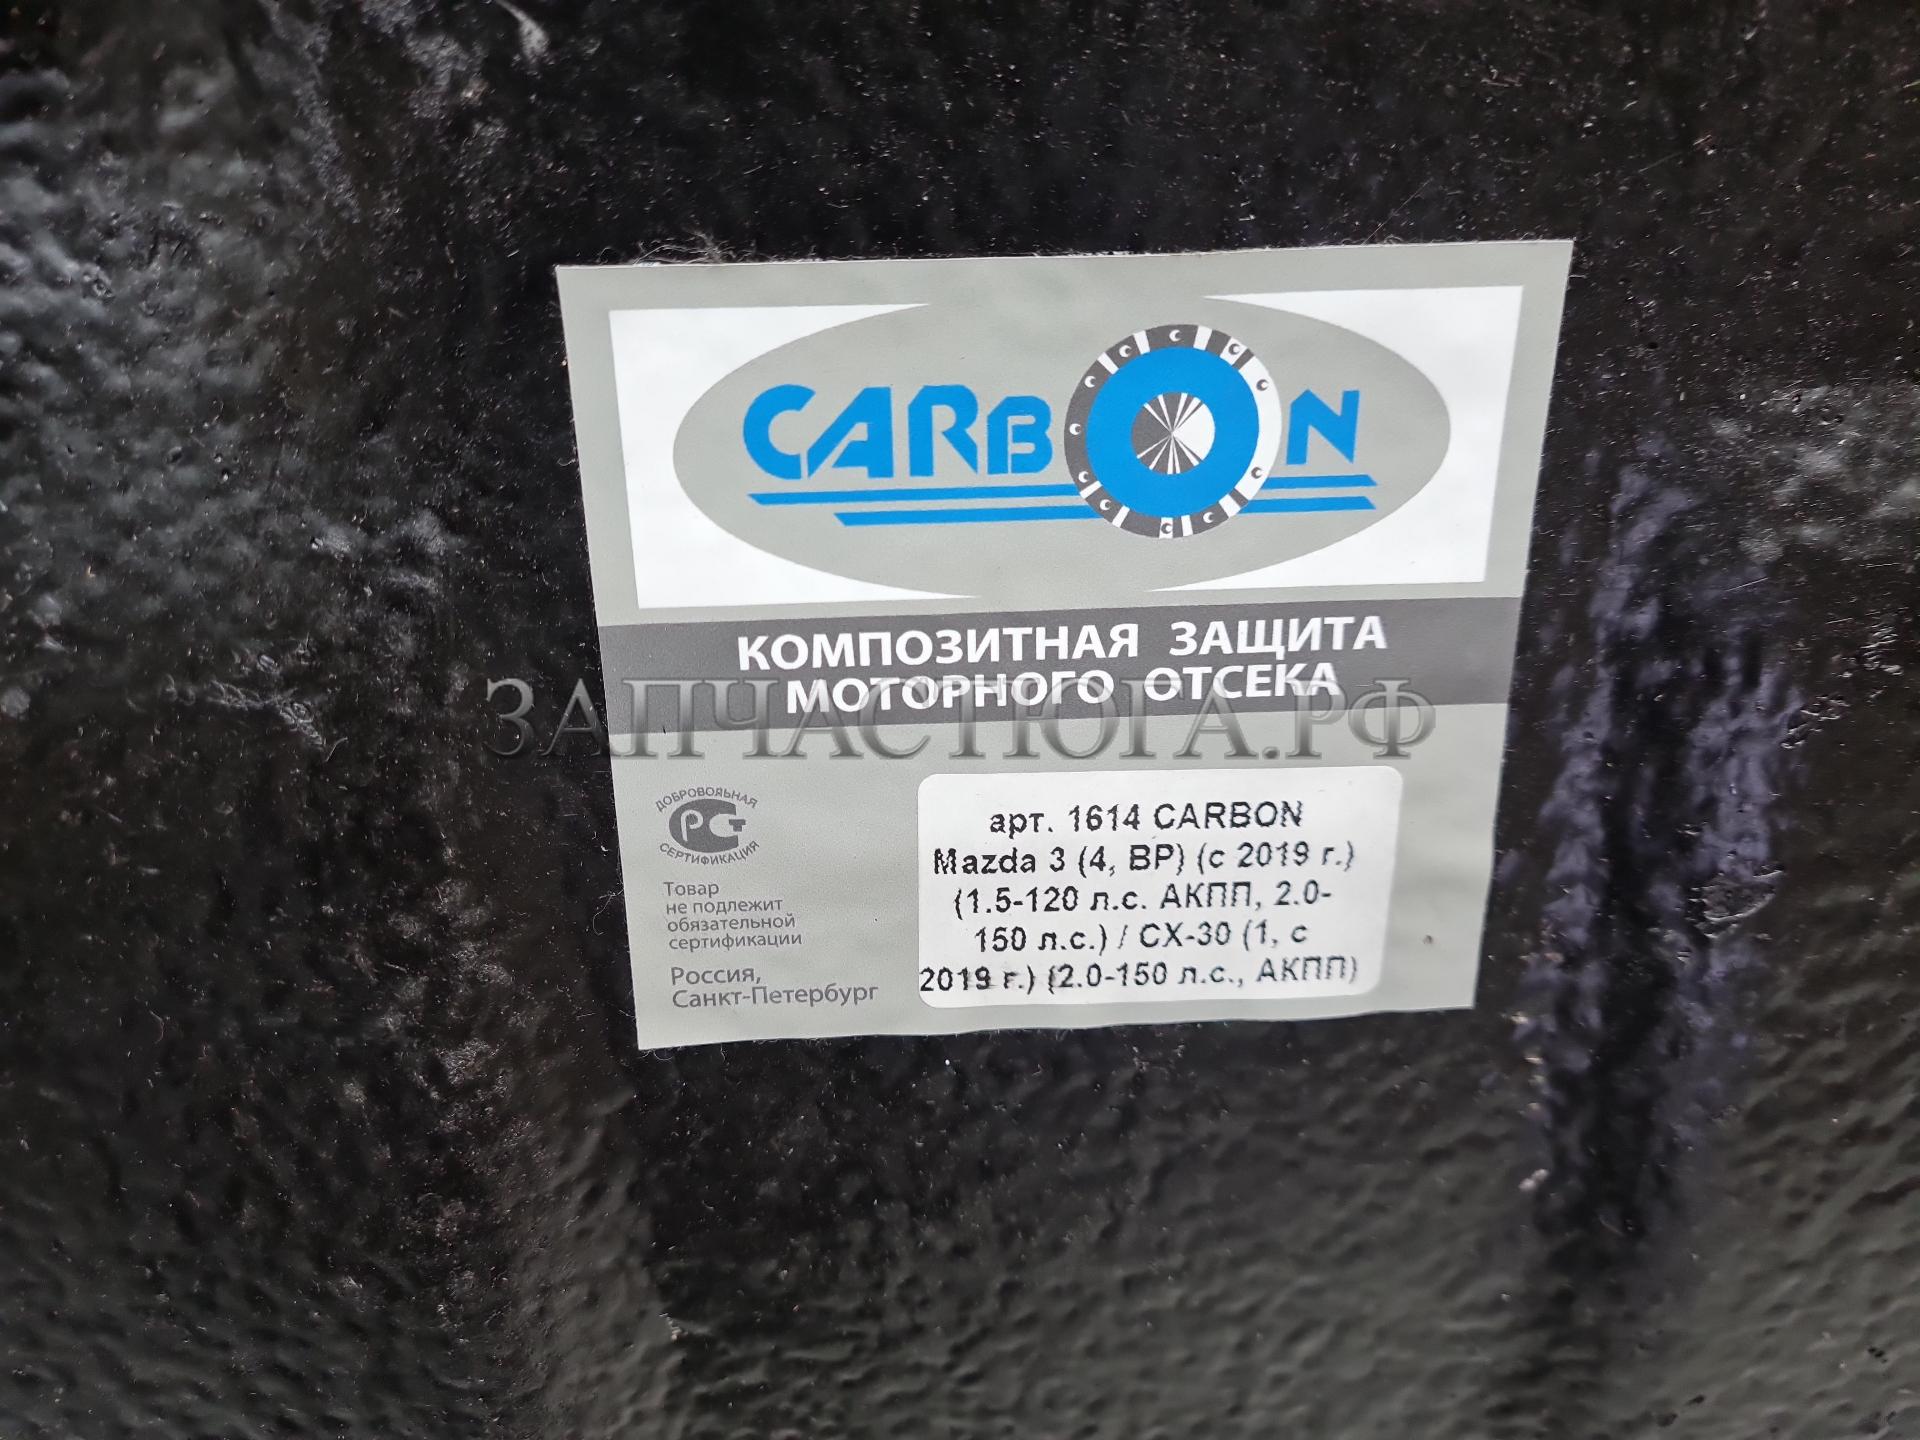 CARBON
КОМПОЗИТНАЯ ЗАЩИТА
МОТОРНОГО ОТСЕКА
ЗАПЧАСТЮГА.РФ
ДОБРОВОЛЬНАЯ
РСТ
СЕРТИФИКАЦИЯ
Товар
не подлежит
обязательной
сертификации
Россия,
Санкт-Петербург
арт. 1614 CARBON
Mazda 3 (4, BP) (с 2019 г.)
(1.5-120 л.с. АКПП, 2.0-
150 л.с.) / CX-30 (1, с
2019 г.) (2.0-150 л.с., АКПП)